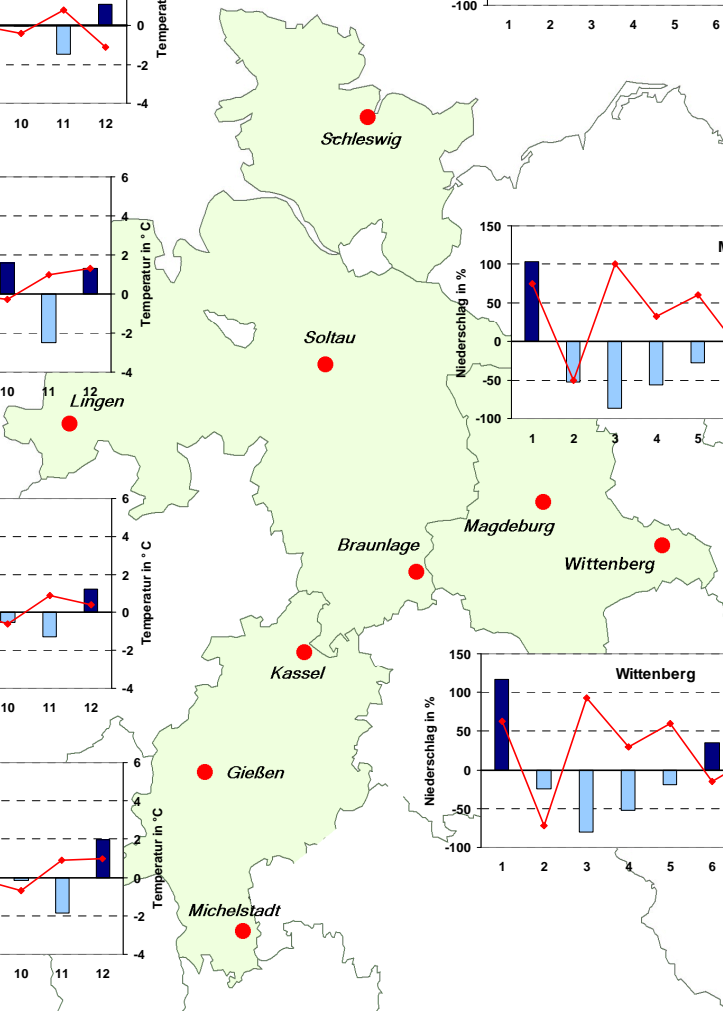 0
-2
-4
10 11 12
Temperat
-100
1 2 3 4 5 6
Schleswig
6
4
2
0
-2
-4
10 11 12
Temperatur in ° C
Lingen
Soltau
150
100
50
0
-50
-100
1 2 3 4 5
Niederschlag in %
M
Magdeburg
Wittenberg
Braunlage
6
4
2
0
-2
-4
10 11 12
Temperatur in ° C
Kassel
Gießen
150
100
50
0
-50
-100
1 2 3 4 5 6
Niederschlag in %
Wittenberg
6
4
2
0
-2
-4
10 11 12
Temperatur in °C
Michelstadt